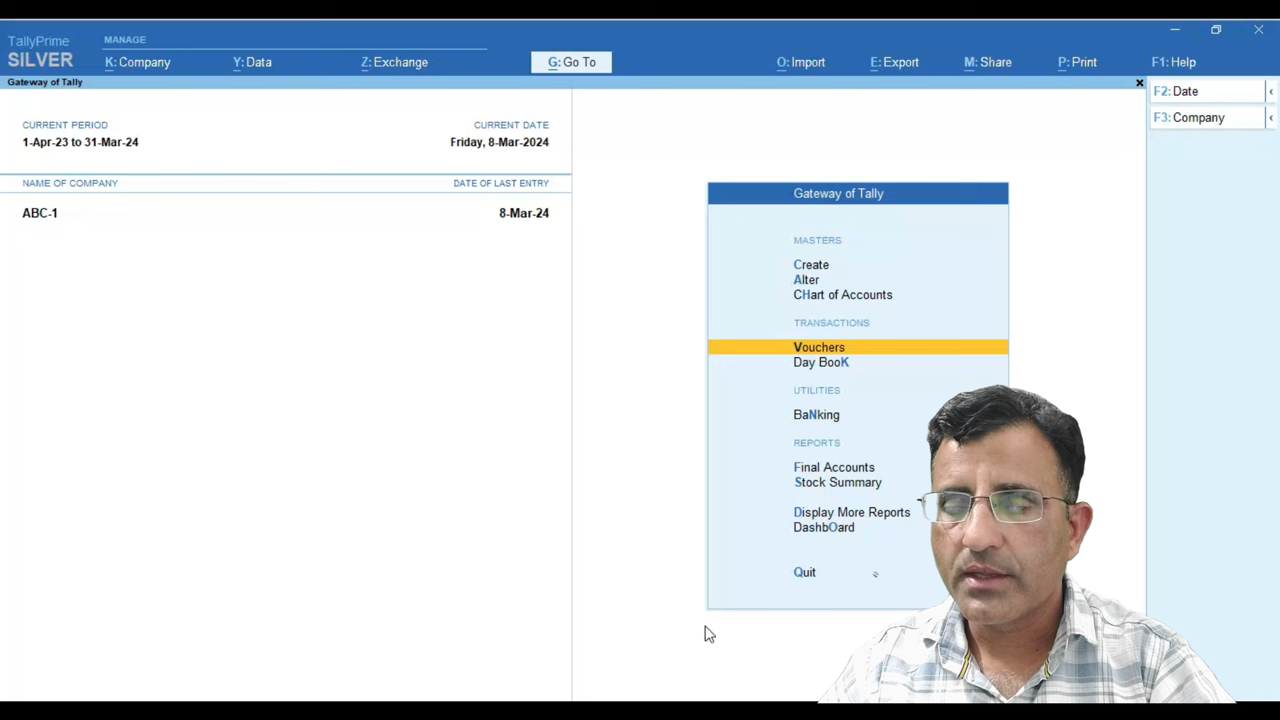 TallyPrime
SILVER
MANAGE
K: Company
Y: Data
Z: Exchange
G: Go To
O: Import
E: Export
M: Share
P: Print
F1: Help
Gateway of Tally
F2: Date
F3: Company
CURRENT PERIOD
CURRENT DATE
1-Apr-23 to 31-Mar-24
Friday, 8-Mar-2024
NAME OF COMPANY
DATE OF LAST ENTRY
ABC-1
8-Mar-24
Gateway of Tally
MASTERS
Create
Alter
CHart of Accounts
TRANSACTIONS
Vouchers
Day BooK
UTILITIES
BaNking
REPORTS
Final Accounts
Stock Summary
Display More Reports
DashbOard
Quit